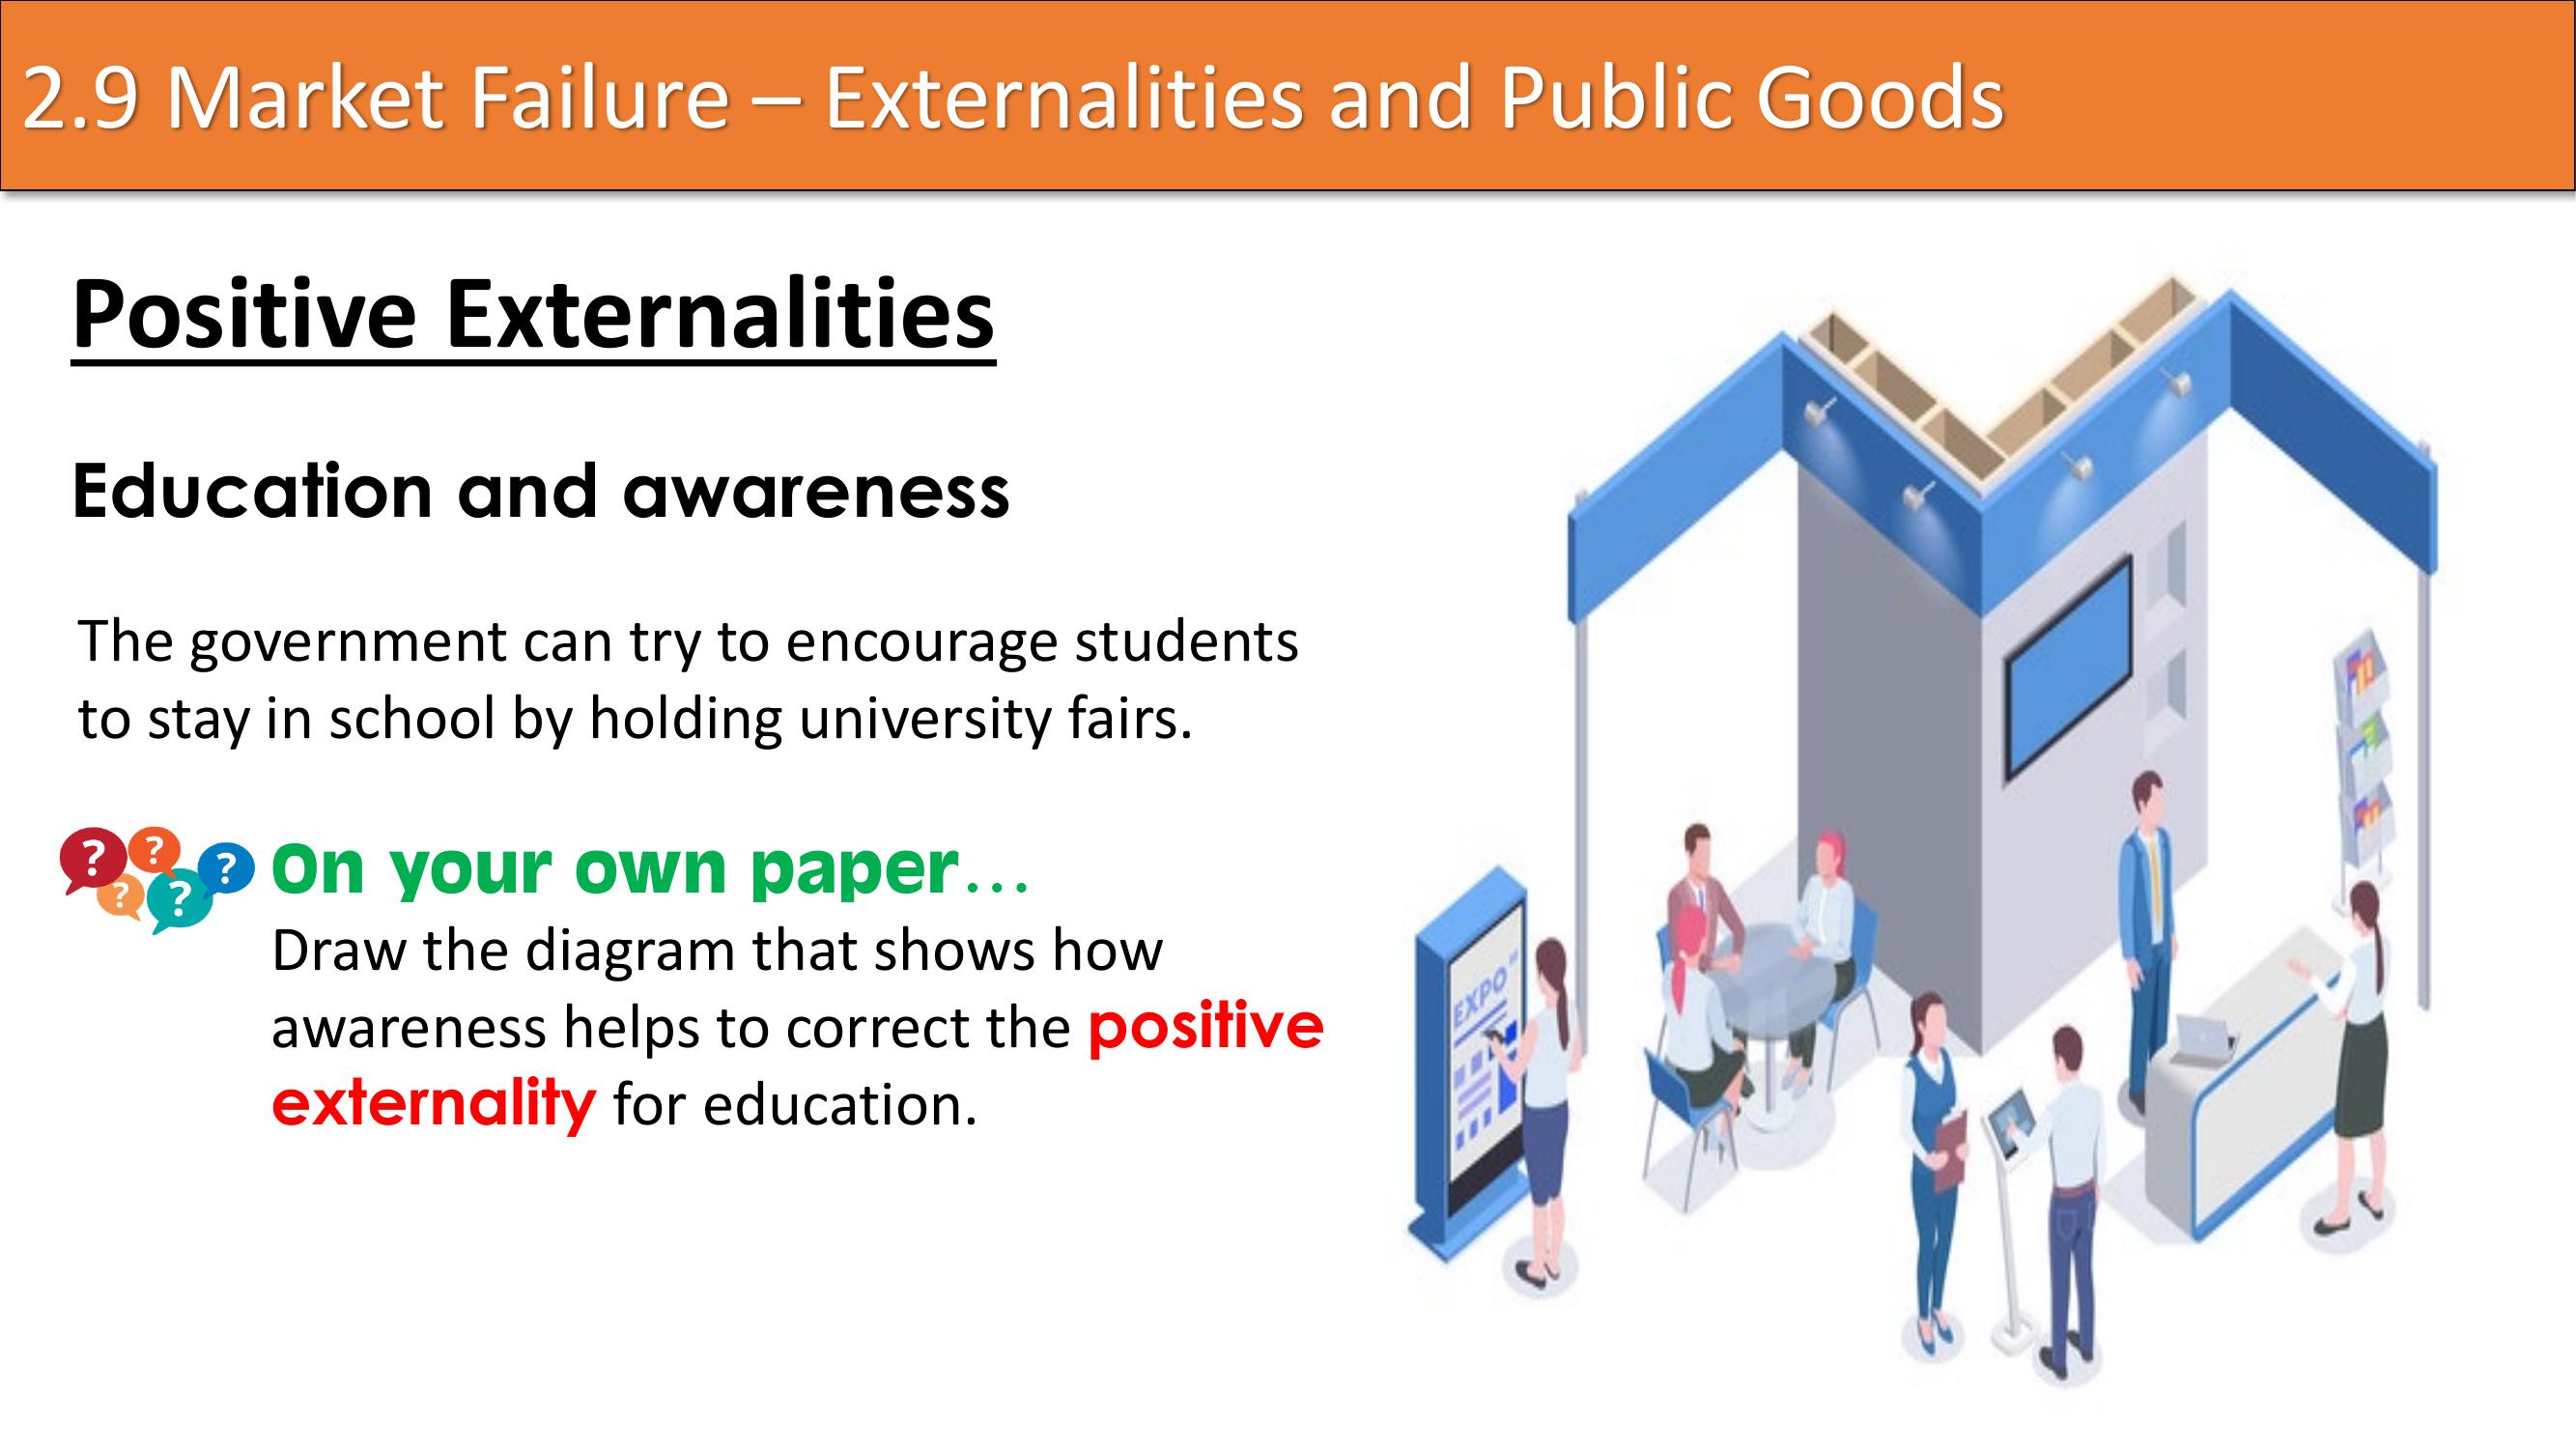 2.9 Market Failure – Externalities and Public Goods
Positive Externalities
Education and awareness
The government can try to encourage students
to stay in school by holding university fairs.
? ? ? ? ?
On your own paper…
Draw the diagram that shows how
awareness helps to correct the positive
externality for education.
EXPO